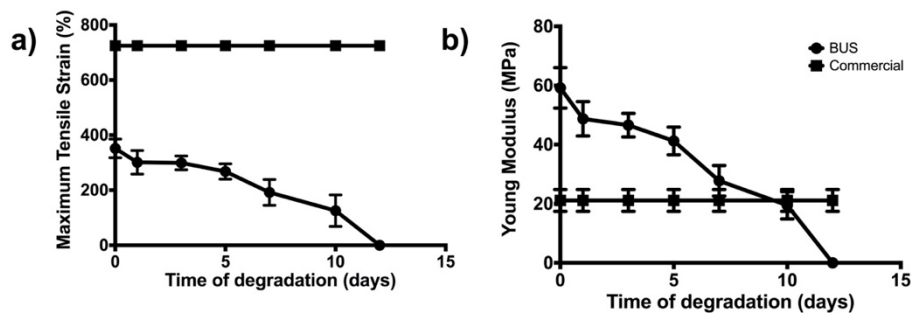 a)
Maximum Tensile Strain (%)
800
600
400
200
0
0 5 10 15
Time of degradation (days)
b)
Young Modulus (MPa)
80
60
40
20
0
0 5 10 15
Time of degradation (days)
BUS
Commercial